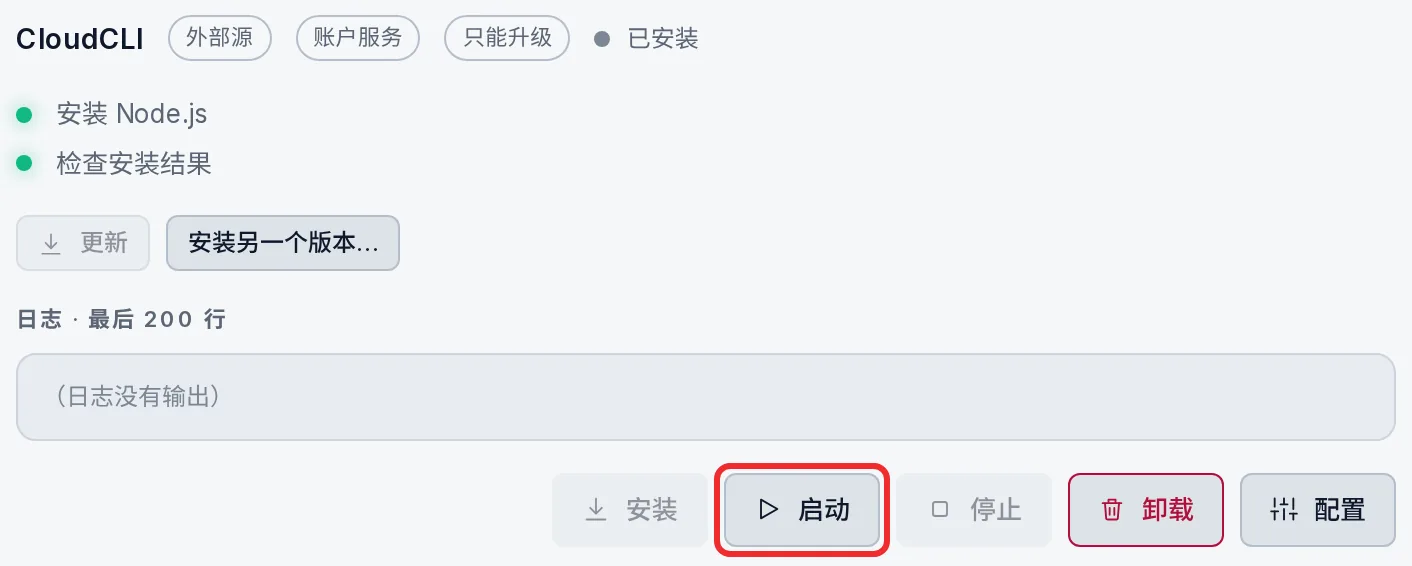 CloudCLI 外部源 账户服务 只能升级 已安装
安装 Node.js
检查安装结果
更新 安装另一个版本...
日志 · 最后 200 行
（日志没有输出）
安装 启动 停止 卸载 配置